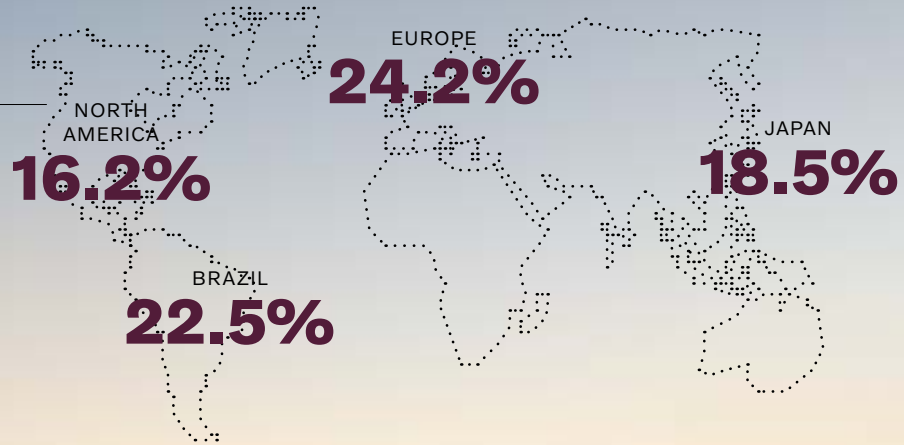 EUROPE
24.2%
NORTH
AMERICA
16.2%
JAPAN
18.5%
BRAZIL
22.5%